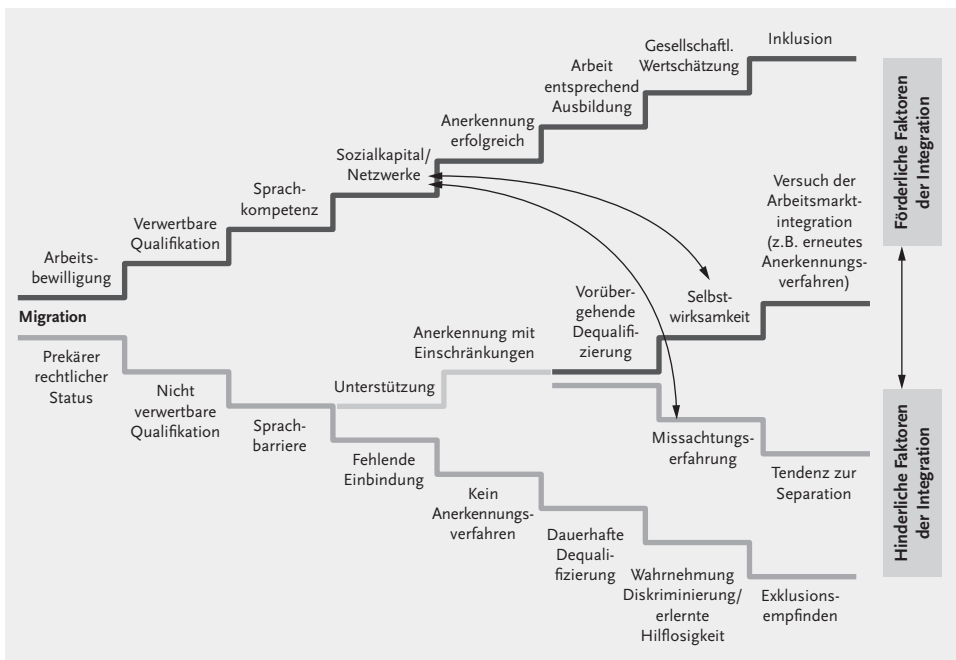 Inklusion
Gesellschaftl.
Wertschätzung
Arbeit
entsprechend
Ausbildung
Anerkennung
erfolgreich
Sozialkapital/
Netzwerke
Sprach-
kompetenz
Verwertbare
Qualifikation
Arbeits-
bewilligung
Migration
Prekärer
rechtlicher
Status
Nicht
verwertbare
Qualifikation
Sprach-
barriere
Unterstützung
Anerkennung mit
Einschränkungen
Vorüber-
gehende
Dequalifi-
zierung
Selbst-
wirksamkeit
Versuch der
Arbeitsmarkt-
integration
(z.B. erneutes
Anerkennungs-
verfahren)
Missachtungs-
erfahrung
Tendenz zur
Separation
Fehlende
Einbindung
Kein
Anerkennungs-
verfahren
Dauerhafte
Dequali-
fizierung
Wahrnehmung
Diskriminierung/
erlernte
Hilflosigkeit
Exklusions-
empfinden
Förderliche Faktoren
der Integration
Hinderliche Faktoren
der Integration